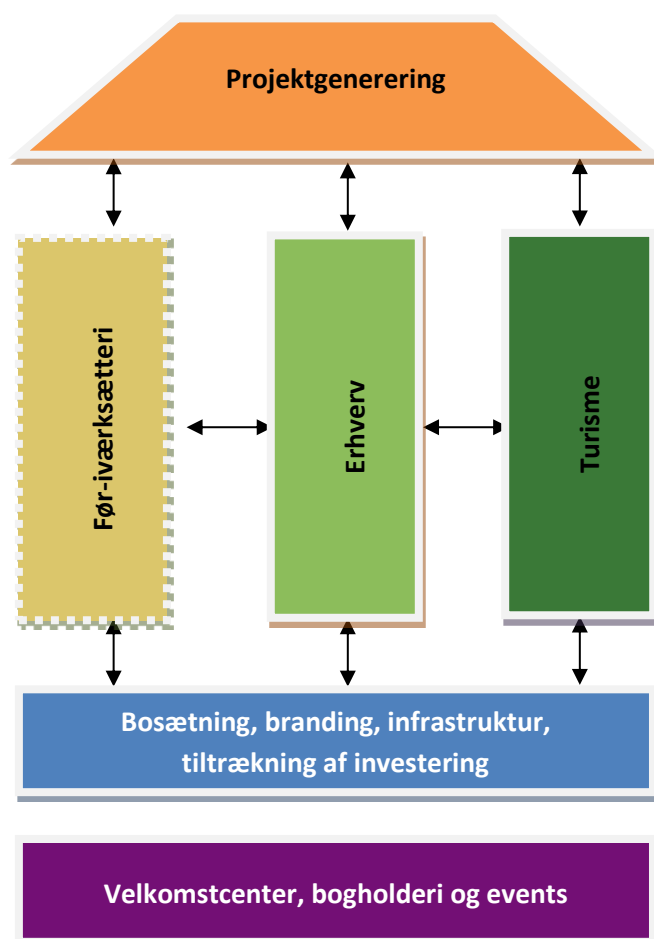 Projektgenerering
Før-iværksætteri
Erhverv
Turisme
Bosætning, branding, infrastruktur,
tiltrækning af investering
Velkomstcenter, bogholderi og events